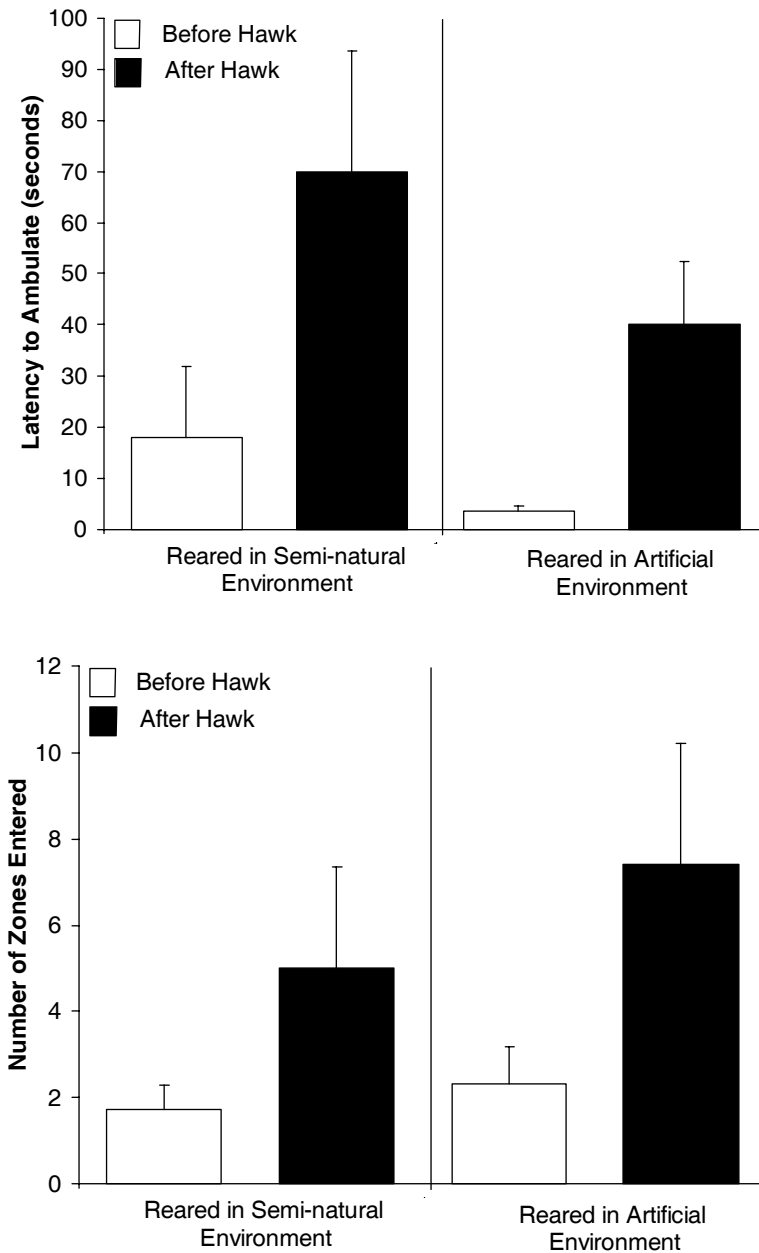 100
90
80
70
60
50
40
30
20
10
0
Latency to Ambulate (seconds)
Before Hawk
After Hawk
Reared in Semi-natural
Environment
Reared in Artificial
Environment
12
10
8
6
4
2
0
Number of Zones Entered
Before Hawk
After Hawk
Reared in Semi-natural
Environment
Reared in Artificial
Environment